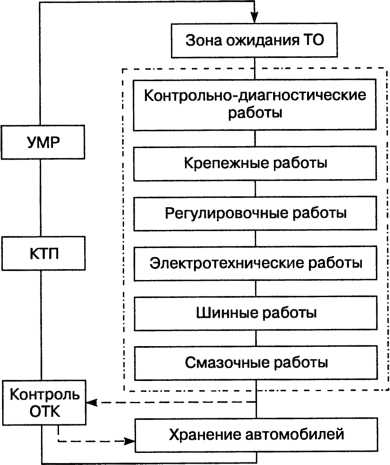 Зона ожидания ТО
Контрольно-диагностические
работы
УМР
Крепежные работы
Регулировочные работы
КТП
Электротехнические работы
Шинные работы
Смазочные работы
Контроль
ОТК
Хранение автомобилей